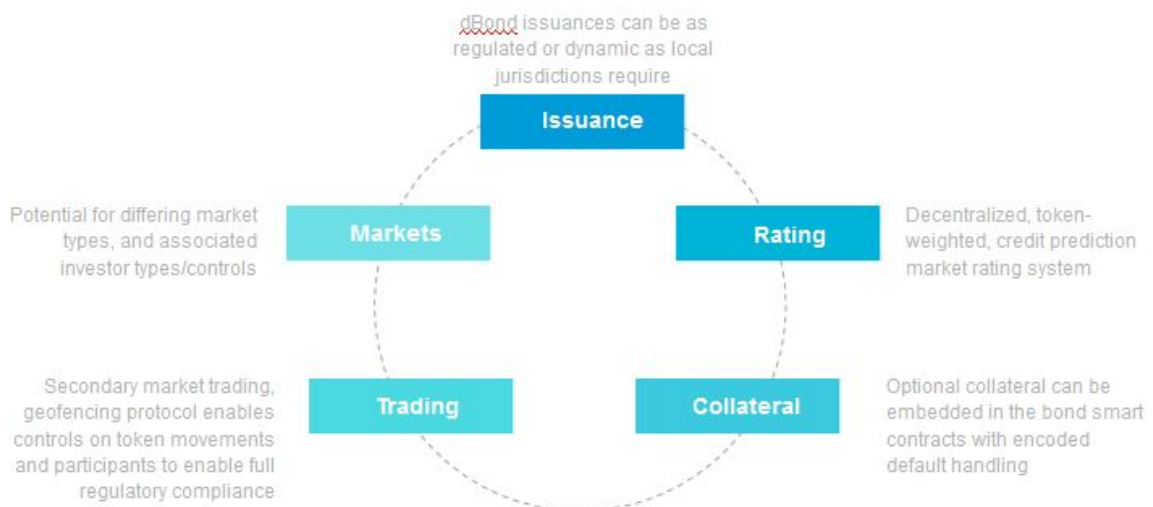 dBond issuances can be as
regulated or dynamic as local
jurisdictions require
Issuance
Potential for differing market
types, and associated
investor types/controls
Markets
Rating
Decentralized, token-
weighted, credit prediction
market rating system
Secondary market trading,
geofencing protocol enables
controls on token movements
and participants to enable full
regulatory compliance
Trading
Collateral
Optional collateral can be
embedded in the bond smart
contracts with encoded
default handling